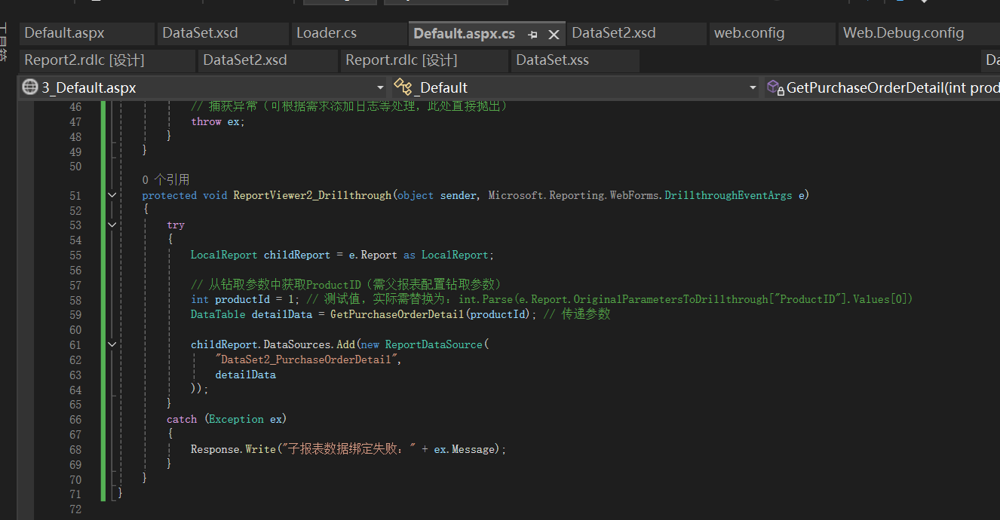 工具箱
Default.aspx DataSet.xsd Loader.cs Default.aspx.cs DataSet2.xsd web.config Web.Debug.config
Report2.rdlc [设计] DataSet2.xsd Report.rdlc [设计] DataSet.xss Da
3_Default.aspx _Default GetPurchaseOrderDetail(int prod
46 // 捕获异常（可根据需求添加日志等处理，此处直接抛出）
47 throw ex;
48 }
49 }
50
0 个引用
51 protected void ReportViewer2_Drillthrough(object sender, Microsoft.Reporting.WebForms.DrillthroughEventArgs e)
52 {
53 try
54 {
55 LocalReport childReport = e.Report as LocalReport;
56
57 // 从钻取参数中获取ProductID（需父报表配置钻取参数）
58 int productId = 1; // 测试值，实际需替换为：int.Parse(e.Report.OriginalParametersToDrillthrough["ProductID"].Values[0])
59 DataTable detailData = GetPurchaseOrderDetail(productId); // 传递参数
60
61 childReport.DataSources.Add(new ReportDataSource(
62 "DataSet2_PurchaseOrderDetail",
63 detailData
64 ));
65 }
66 catch (Exception ex)
67 {
68 Response.Write("子报表数据绑定失败：" + ex.Message);
69 }
70 }
71 }
72